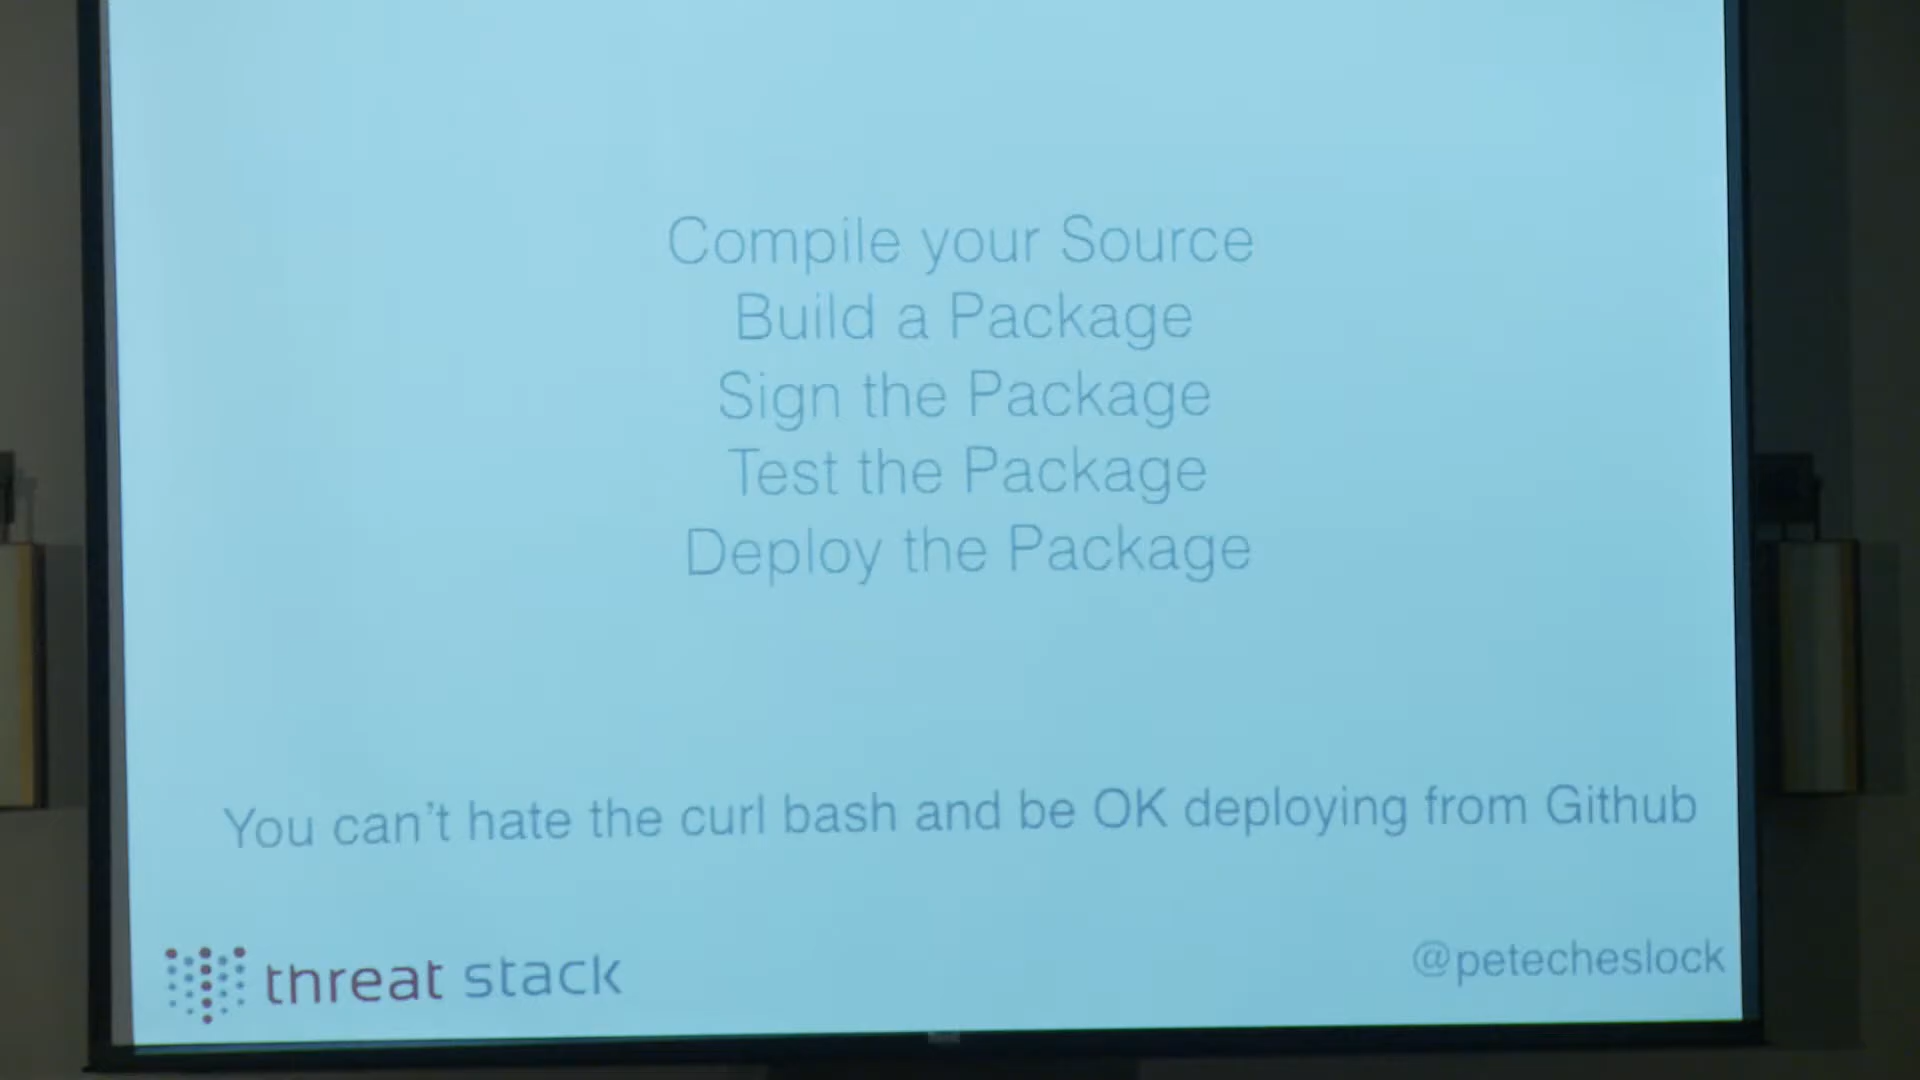 Compile your Source
Build a Package
Sign the Package
Test the Package
Deploy the Package
You can't hate the curl bash and be OK deploying from Github
threat stack
@petecheslock